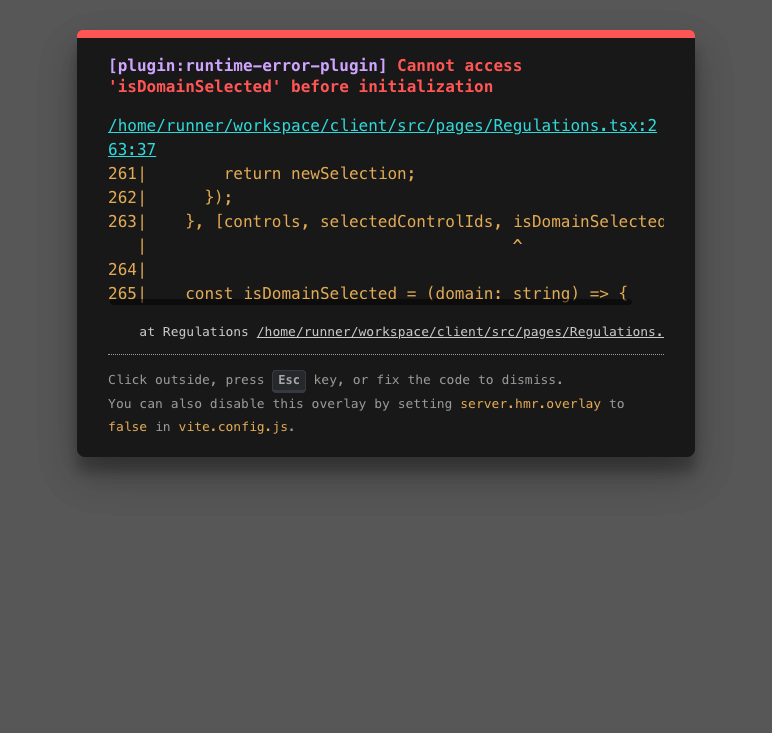 [plugin:runtime-error-plugin] Cannot access
'isDomainSelected' before initialization
/home/runner/workspace/client/src/pages/Regulations.tsx:2
63:37
261|        return newSelection;
262|      });
263|    }, [controls, selectedControlIds, isDomainSelected
   |                                      ^
264|
265|    const isDomainSelected = (domain: string) => {
at Regulations /home/runner/workspace/client/src/pages/Regulations.
Click outside, press Esc key, or fix the code to dismiss.
You can also disable this overlay by setting server.hmr.overlay to
false in vite.config.js.